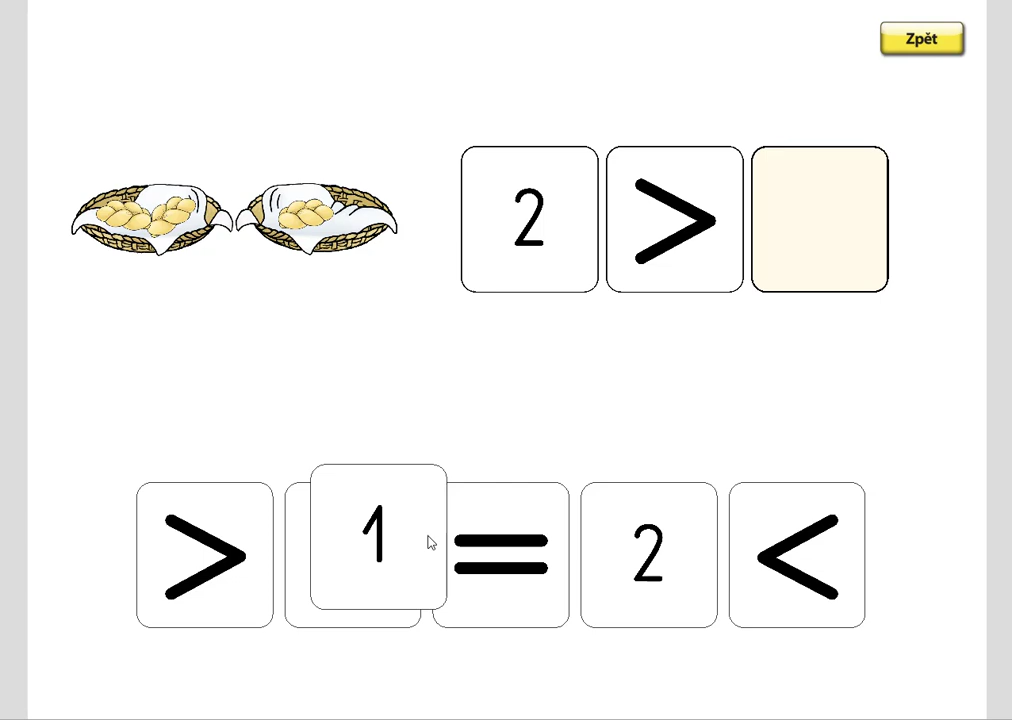 Zpět
2 >
> 1 = 2 <